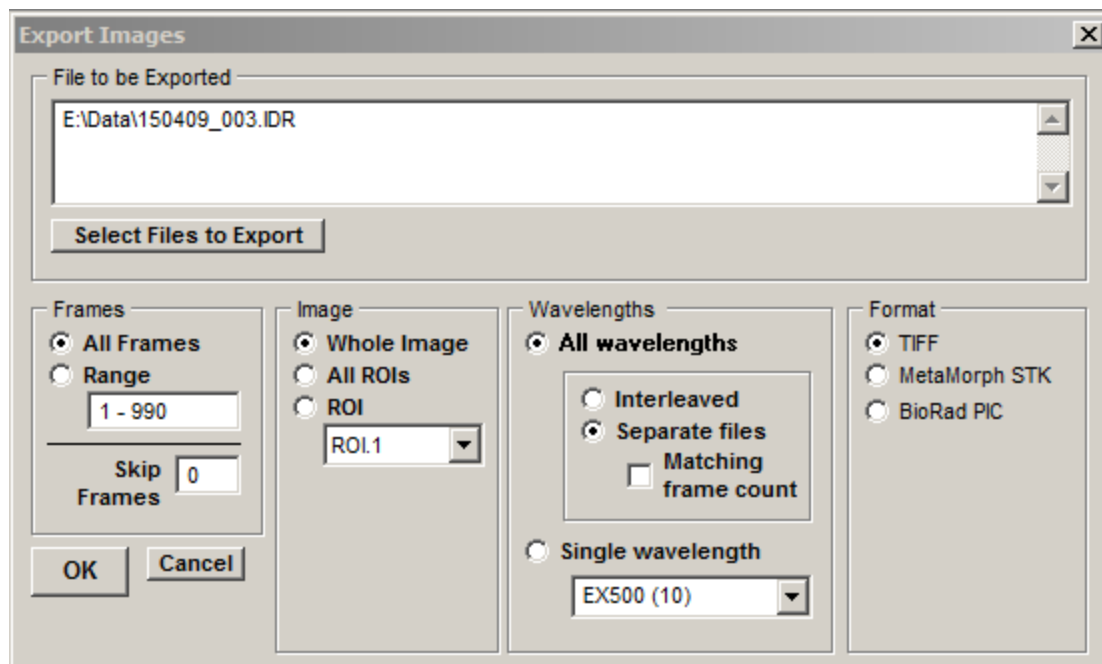 Export Images
File to be Exported
E:\Data\150409_003.IDR
Select Files to Export
Frames
All Frames
Range
1 - 990
Skip
Frames
0
OK
Cancel
Image
Whole Image
All ROIs
ROI
ROI.1
Wavelengths
All wavelengths
Interleaved
Separate files
Matching
frame count
Single wavelength
EX500 (10)
Format
TIFF
MetaMorph STK
BioRad PIC